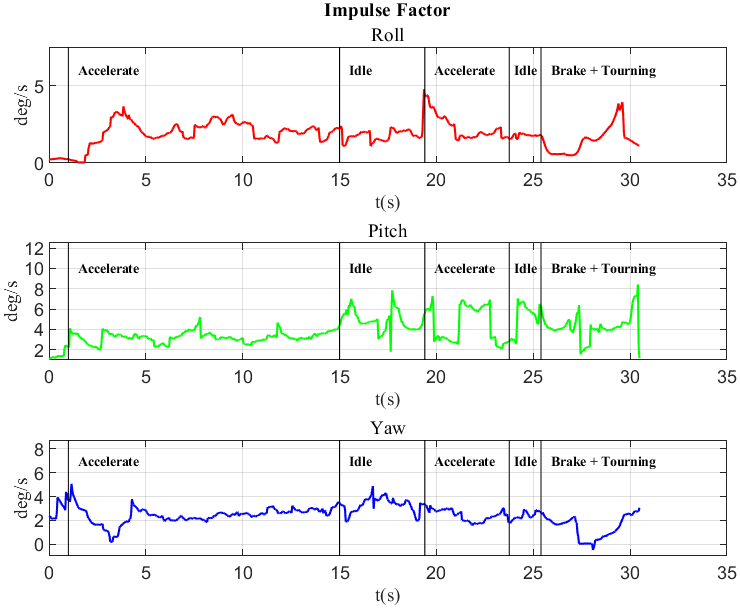 Impulse Factor
Roll
Accelerate Idle Accelerate Idle Brake + Tourning
5
0
deg/s
0 5 10 15 20 25 30 35
t(s)
Pitch
12
10
8
6
4
2
Accelerate Idle Accelerate Idle Brake + Tourning
deg/s
0 5 10 15 20 25 30 35
t(s)
Yaw
8
6
4
2
0
Accelerate Idle Accelerate Idle Brake + Tourning
deg/s
0 5 10 15 20 25 30 35
t(s)